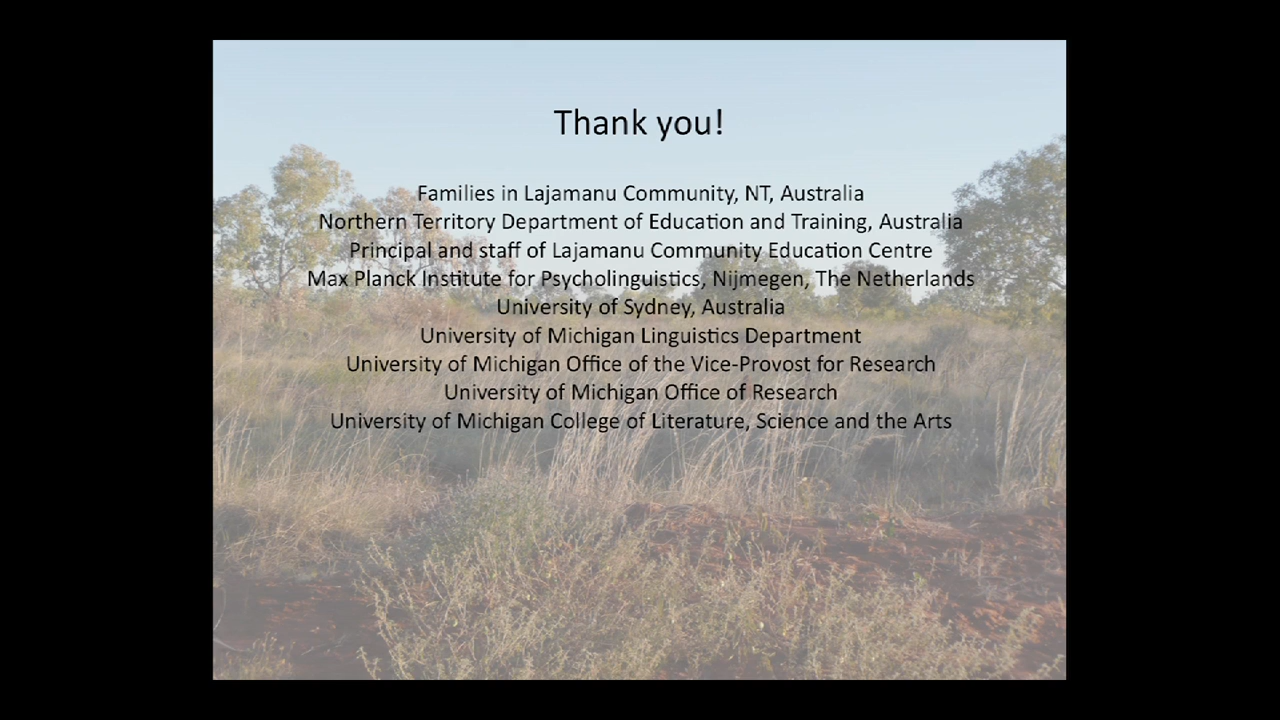 Thank you!
Families in Lajamanu Community, NT, Australia
Northern Territory Department of Education and Training, Australia
Principal and staff of Lajamanu Community Education Centre
Max Planck Institute for Psycholinguistics, Nijmegen, The Netherlands
University of Sydney, Australia
University of Michigan Linguistics Department
University of Michigan Office of the Vice-Provost for Research
University of Michigan Office of Research
University of Michigan College of Literature, Science and the Arts